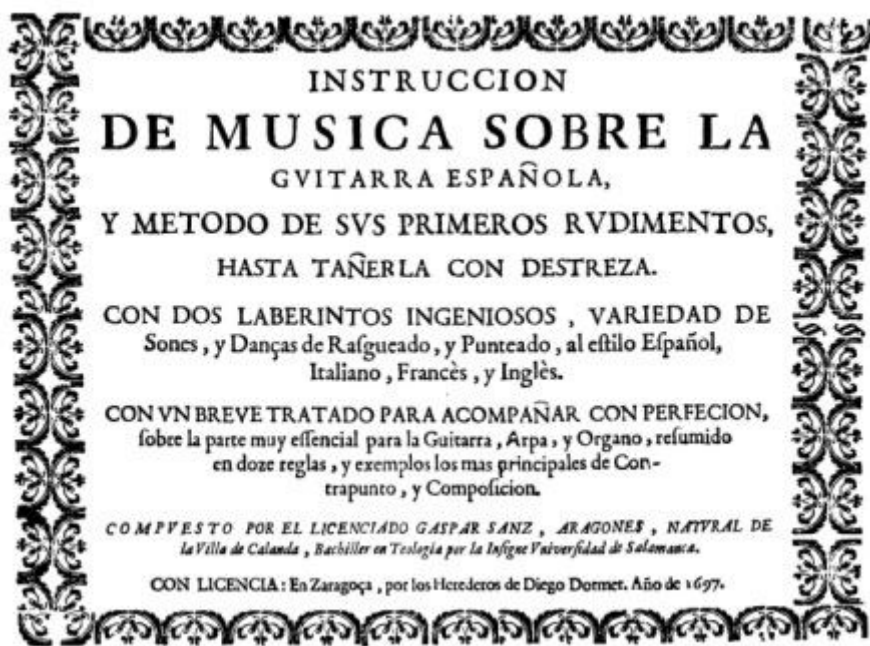 INSTRUCCION
DE MUSICA SOBRE LA
GVITARRA ESPAÑOLA,
Y METODO DE SVS PRIMEROS RVDIMENTOS,
HASTA TAÑERLA CON DESTREZA.
CON DOS LABERINTOS INGENIOSOS , VARIEDAD DE
Sones , y Danças de Raſgueado, y Punteado , al eſtilo Eſpañol,
Italiano , Francès , y Inglès.
CON VN BREVE TRATADO PARA ACOMPAÑAR CON PERFECION,
ſobre la parte muy eſſencial para la Guitarra , Arpa , y Organo , reſumido
en doze reglas , y exemplos los mas principales de Con-
trapunto , y Compoſicion.
COMPVESTO POR EL LICENCIADO GASPAR SANZ , ARAGONES , NATVRAL DE
la Villa de Calanda , Bachiller en Teologia por la Inſigne Vniverſidad de Salamanca.
CON LICENCIA : En Zaragoça , por los Herederos de Diego Dormer. Año de 1697.